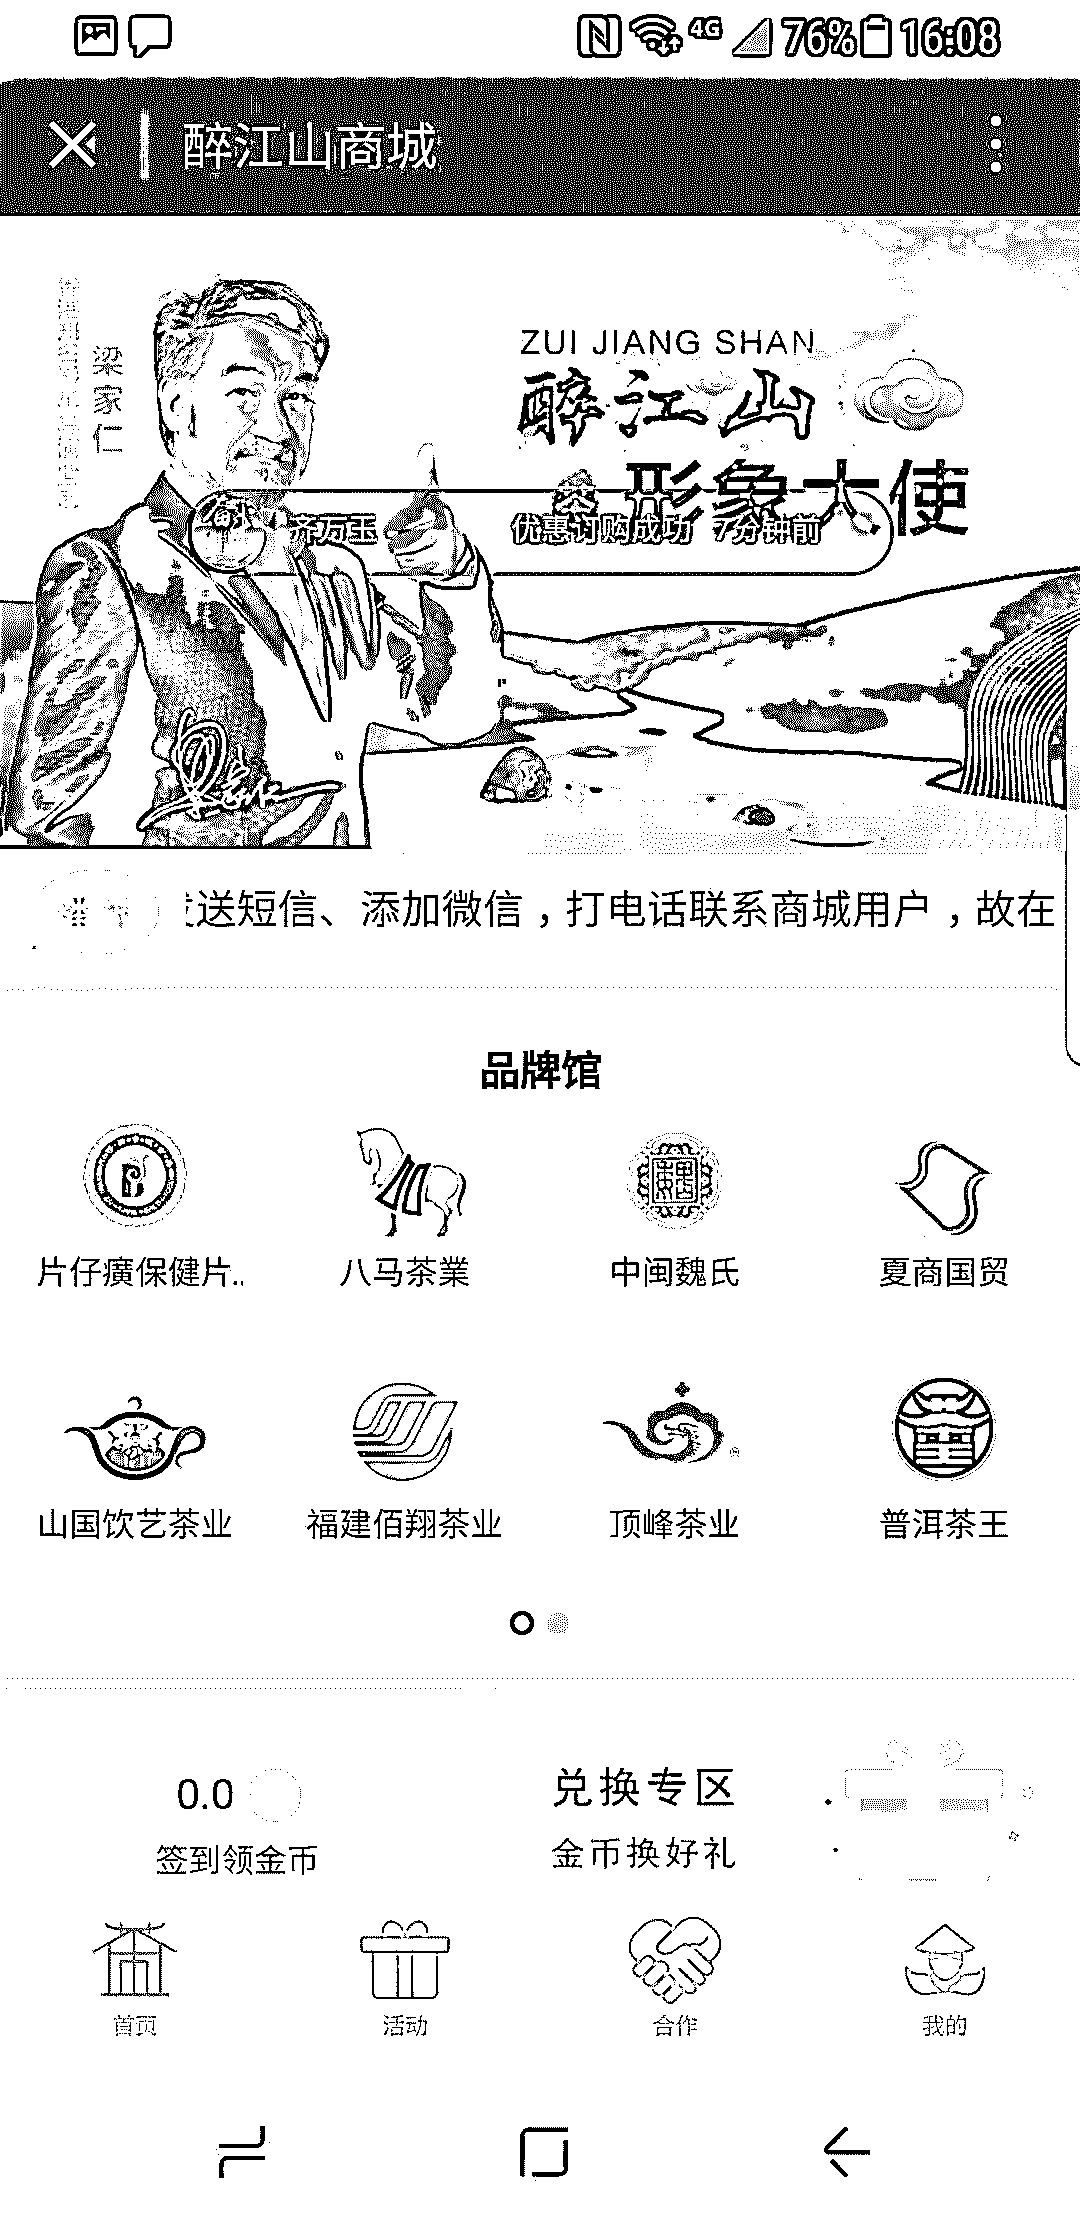 4G 76% 16:08
醉江山商城
梁家仁
ZUI JIANG SHAN
醉江山
茶 形象大使
齐万玉 优惠订购成功 7分钟前
送短信、添加微信，打电话联系商城用户，故在
品牌馆
片仔癀保健片..
八马茶業
中闽魏氏
夏商国贸
山国饮艺茶业
福建佰翔茶业
顶峰茶业
普洱茶王
0.0
签到领金币
兑换专区
金币换好礼
首页
活动
合作
我的